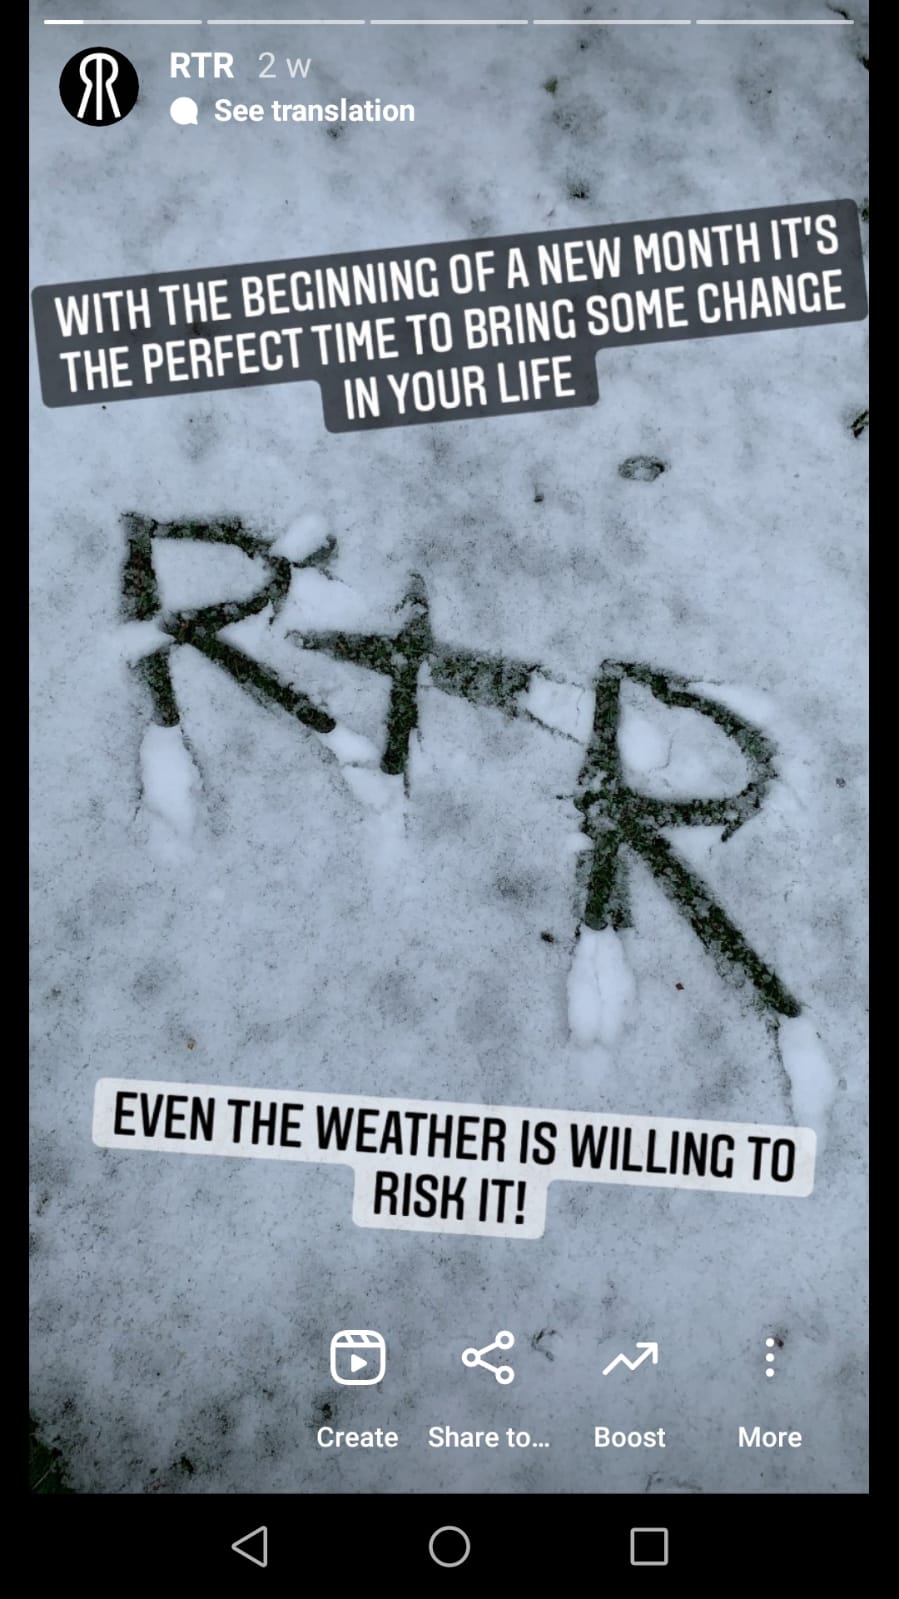 RTR 2 w
See translation
WITH THE BEGINNING OF A NEW MONTH IT'S
THE PERFECT TIME TO BRING SOME CHANGE
IN YOUR LIFE
RTR
EVEN THE WEATHER IS WILLING TO
RISK IT!
Create Share to... Boost More